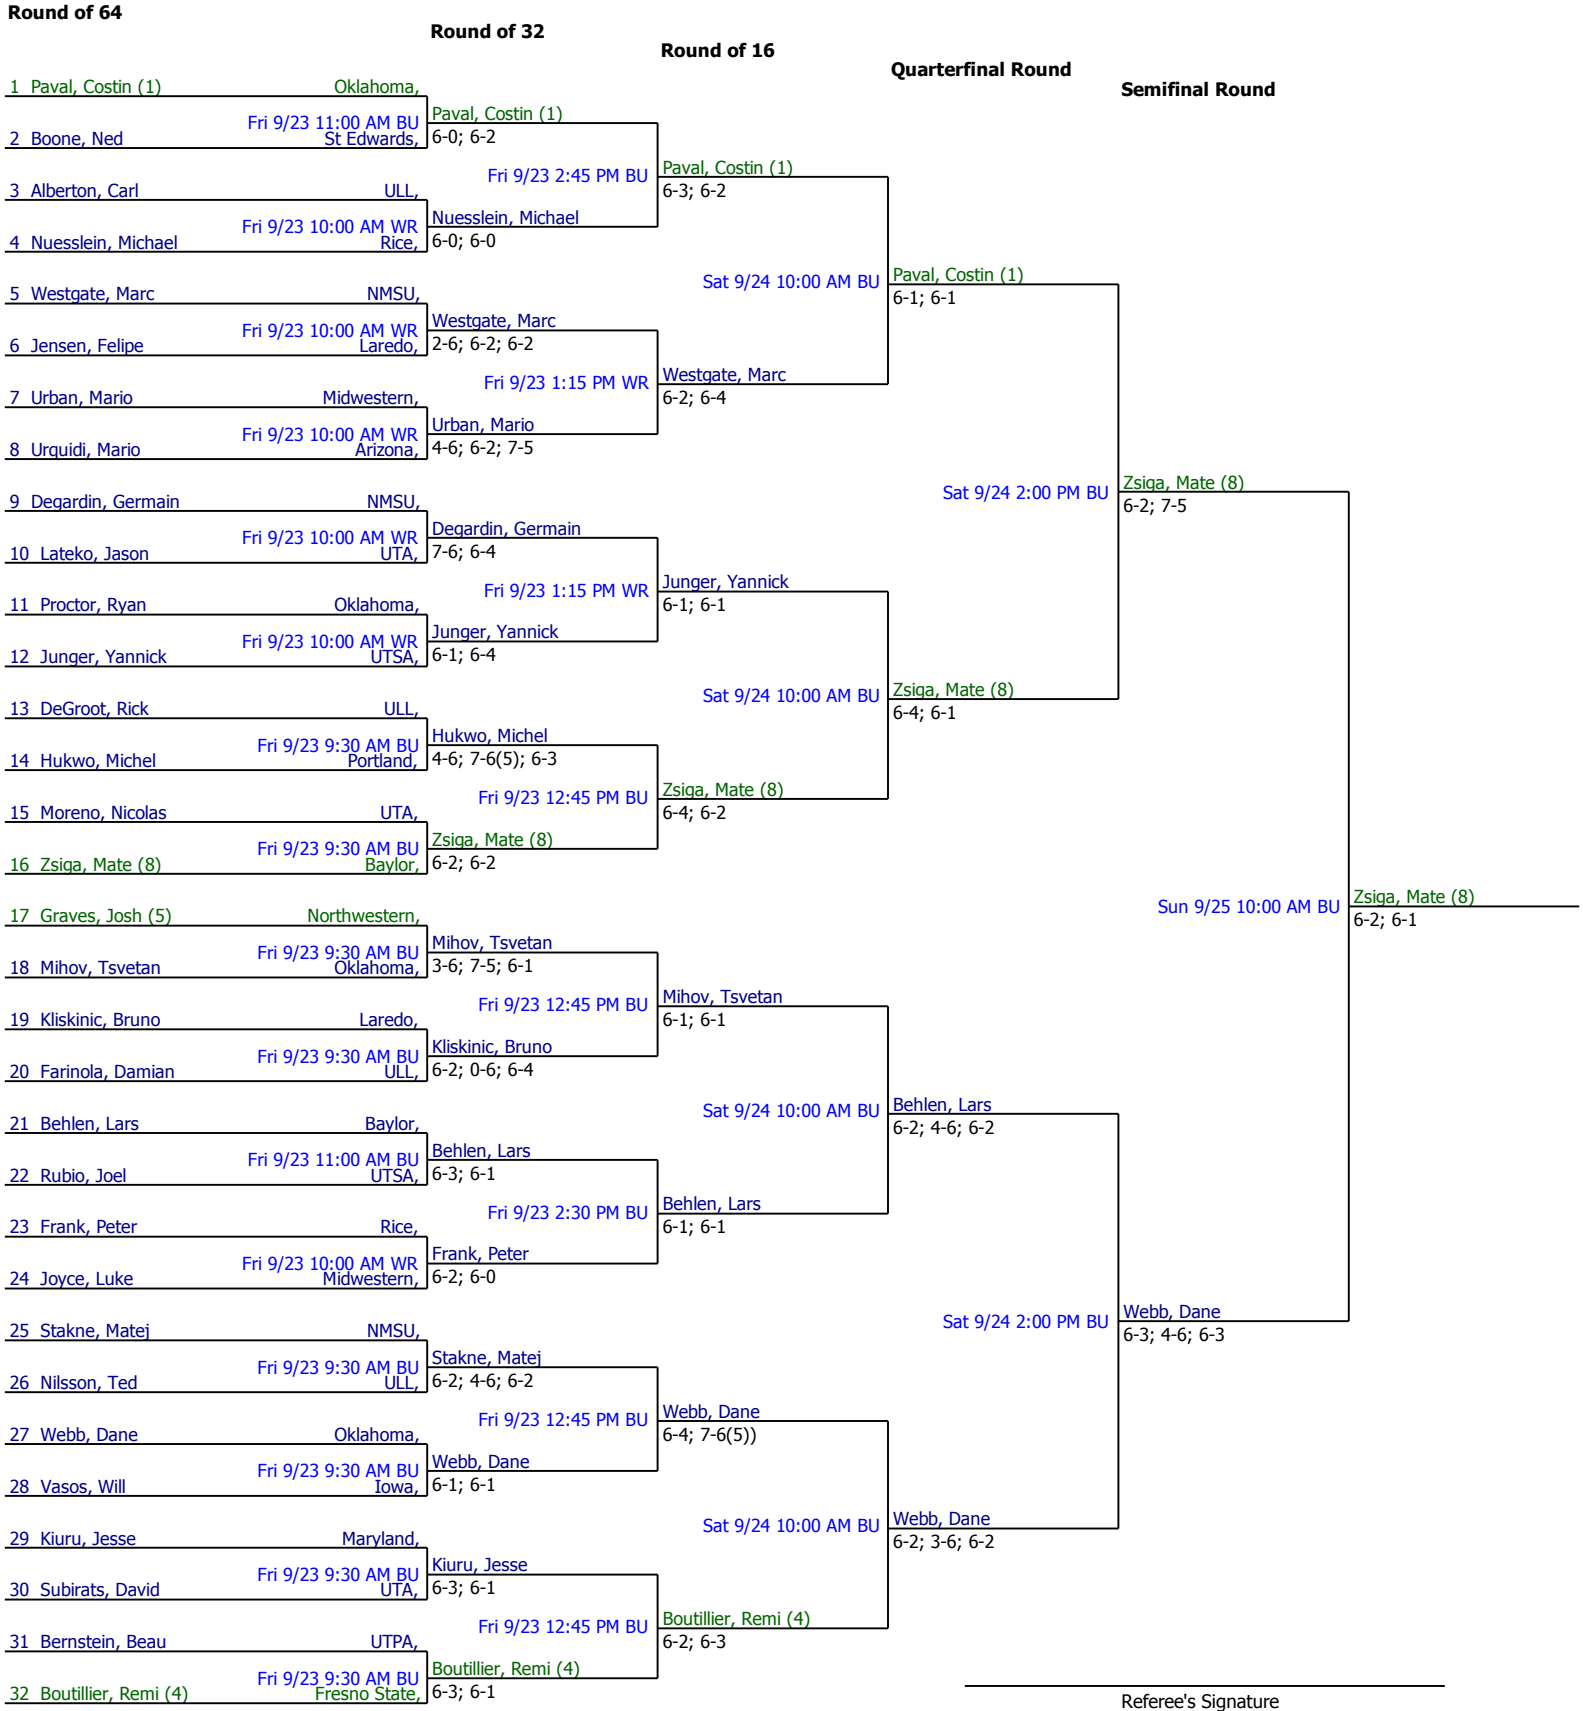 Round of 64
Round of 32
Round of 16
Quarterfinal Round
Semifinal Round
1 Paval, Costin (1) Oklahoma,
Fri 9/23 11:00 AM BU
2 Boone, Ned St Edwards,
3 Alberton, Carl ULL,
Fri 9/23 10:00 AM WR
4 Nuesslein, Michael Rice,
5 Westgate, Marc NMSU,
Fri 9/23 10:00 AM WR
6 Jensen, Felipe Laredo,
7 Urban, Mario Midwestern,
Fri 9/23 10:00 AM WR
8 Urquidi, Mario Arizona,
9 Degardin, Germain NMSU,
Fri 9/23 10:00 AM WR
10 Lateko, Jason UTA,
11 Proctor, Ryan Oklahoma,
Fri 9/23 10:00 AM WR
12 Junger, Yannick UTSA,
13 DeGroot, Rick ULL,
Fri 9/23 9:30 AM BU
14 Hukwo, Michel Portland,
15 Moreno, Nicolas UTA,
Fri 9/23 9:30 AM BU
16 Zsiga, Mate (8) Baylor,
17 Graves, Josh (5) Northwestern,
Fri 9/23 9:30 AM BU
18 Mihov, Tsvetan Oklahoma,
19 Kliskinic, Bruno Laredo,
Fri 9/23 9:30 AM BU
20 Farinola, Damian ULL,
21 Behlen, Lars Baylor,
Fri 9/23 11:00 AM BU
22 Rubio, Joel UTSA,
23 Frank, Peter Rice,
Fri 9/23 10:00 AM WR
24 Joyce, Luke Midwestern,
25 Stakne, Matej NMSU,
Fri 9/23 9:30 AM BU
26 Nilsson, Ted ULL,
27 Webb, Dane Oklahoma,
Fri 9/23 9:30 AM BU
28 Vasos, Will Iowa,
29 Kiuru, Jesse Maryland,
Fri 9/23 9:30 AM BU
30 Subirats, David UTA,
31 Bernstein, Beau UTPA,
Fri 9/23 9:30 AM BU
32 Boutillier, Remi (4) Fresno State,
Paval, Costin (1)
6-0; 6-2
Fri 9/23 2:45 PM BU
Nuesslein, Michael
6-0; 6-0
Westgate, Marc
2-6; 6-2; 6-2
Fri 9/23 1:15 PM WR
Urban, Mario
4-6; 6-2; 7-5
Degardin, Germain
7-6; 6-4
Fri 9/23 1:15 PM WR
Junger, Yannick
6-1; 6-4
Hukwo, Michel
4-6; 7-6(5); 6-3
Fri 9/23 12:45 PM BU
Zsiga, Mate (8)
6-2; 6-2
Mihov, Tsvetan
3-6; 7-5; 6-1
Fri 9/23 12:45 PM BU
Kliskinic, Bruno
6-2; 0-6; 6-4
Behlen, Lars
6-3; 6-1
Fri 9/23 2:30 PM BU
Frank, Peter
6-2; 6-0
Stakne, Matej
6-2; 4-6; 6-2
Fri 9/23 12:45 PM BU
Webb, Dane
6-1; 6-1
Kiuru, Jesse
6-3; 6-1
Fri 9/23 12:45 PM BU
Boutillier, Remi (4)
6-3; 6-1
Paval, Costin (1)
6-3; 6-2
Sat 9/24 10:00 AM BU
Westgate, Marc
6-2; 6-4
Junger, Yannick
6-1; 6-1
Sat 9/24 10:00 AM BU
Zsiga, Mate (8)
6-4; 6-2
Mihov, Tsvetan
6-1; 6-1
Sat 9/24 10:00 AM BU
Behlen, Lars
6-1; 6-1
Webb, Dane
6-4; 7-6(5))
Sat 9/24 10:00 AM BU
Boutillier, Remi (4)
6-2; 6-3
Paval, Costin (1)
6-1; 6-1
Sat 9/24 2:00 PM BU
Zsiga, Mate (8)
6-4; 6-1
Behlen, Lars
6-2; 4-6; 6-2
Sat 9/24 2:00 PM BU
Webb, Dane
6-2; 3-6; 6-2
Zsiga, Mate (8)
6-2; 7-5
Sun 9/25 10:00 AM BU
Webb, Dane
6-3; 4-6; 6-3
Zsiga, Mate (8)
6-2; 6-1
Referee's Signature